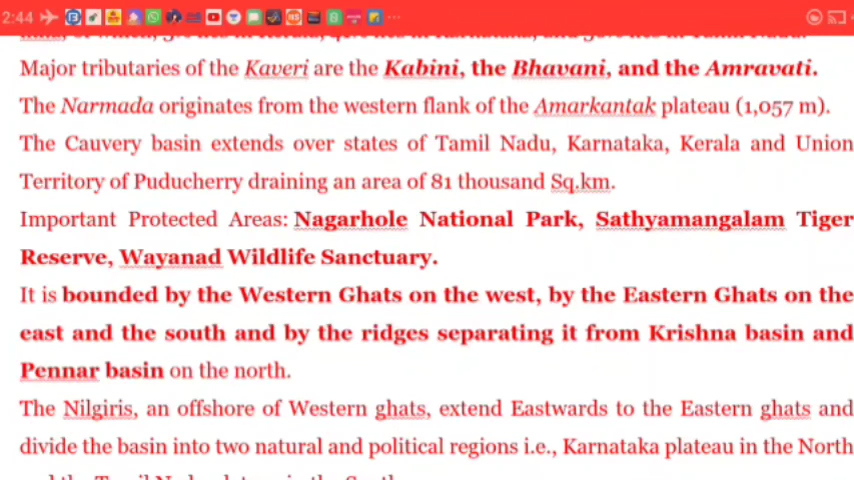 2:44
Major tributaries of the Kaveri are the Kabini, the Bhavani, and the Amravati.
The Narmada originates from the western flank of the Amarkantak plateau (1,057 m).
The Cauvery basin extends over states of Tamil Nadu, Karnataka, Kerala and Union
Territory of Puducherry draining an area of 81 thousand Sq.km.
Important Protected Areas: Nagarhole National Park, Sathyamangalam Tiger
Reserve, Wayanad Wildlife Sanctuary.
It is bounded by the Western Ghats on the west, by the Eastern Ghats on the
east and the south and by the ridges separating it from Krishna basin and
Pennar basin on the north.
The Nilgiris, an offshore of Western ghats, extend Eastwards to the Eastern ghats and
divide the basin into two natural and political regions i.e., Karnataka plateau in the North